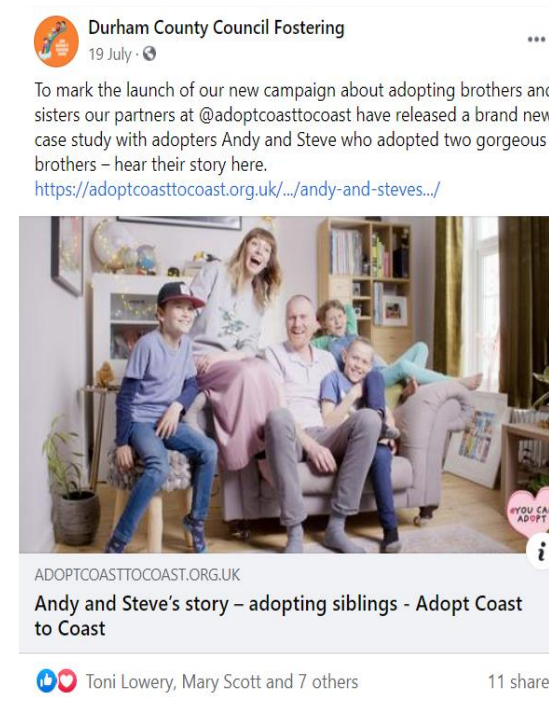 Durham County Council Fostering
19 July ·
To mark the launch of our new campaign about adopting brothers and
sisters our partners at @adoptcoasttocoast have released a brand new
case study with adopters Andy and Steve who adopted two gorgeous
brothers – hear their story here.
https://adoptcoasttocoast.org.uk/.../andy-and-steves.../
#YOU CAN
ADOPT
ADOPTCOASTTOCOAST.ORG.UK
Andy and Steve's story – adopting siblings - Adopt Coast
to Coast
Toni Lowery, Mary Scott and 7 others
11 share